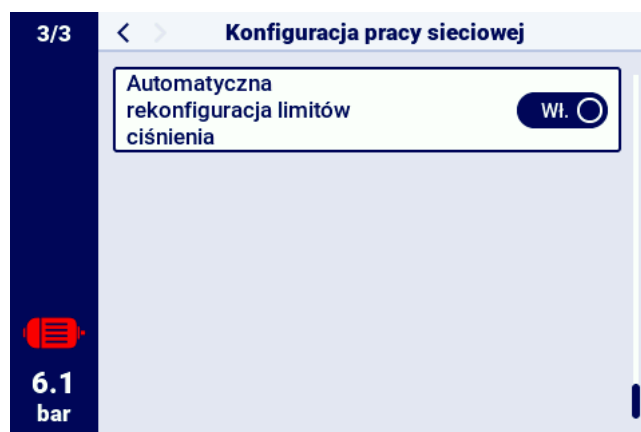 3/3
Konfiguracja pracy sieciowej
Automatyczna
rekonfiguracja limitów
ciśnienia
Wł.
6.1
bar